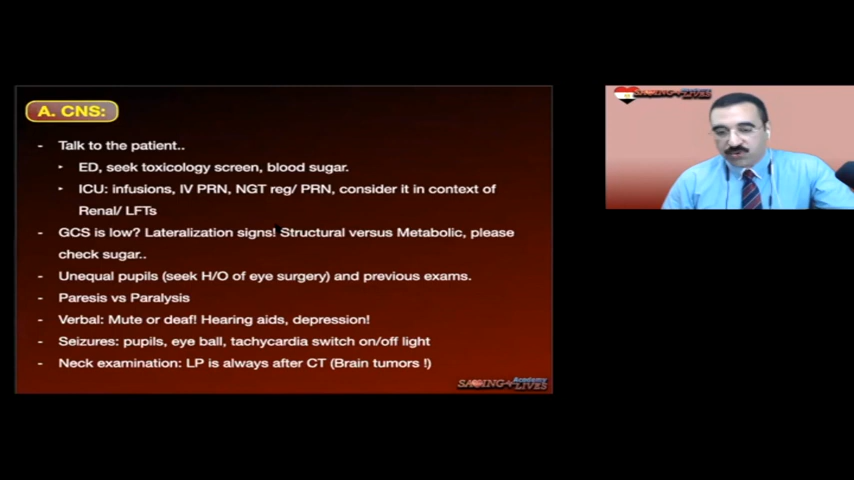 A. CNS:
- Talk to the patient..
‣ ED, seek toxicology screen, blood sugar.
‣ ICU: infusions, IV PRN, NGT reg/ PRN, consider it in context of
Renal/ LFTs
- GCS is low? Lateralization signs! Structural versus Metabolic, please
check sugar..
- Unequal pupils (seek H/O of eye surgery) and previous exams.
- Paresis vs Paralysis
- Verbal: Mute or deaf! Hearing aids, depression!
- Seizures: pupils, eye ball, tachycardia switch on/off light
- Neck examination: LP is always after CT (Brain tumors !)
SAVING LIVES Academy
SAVING LIVES